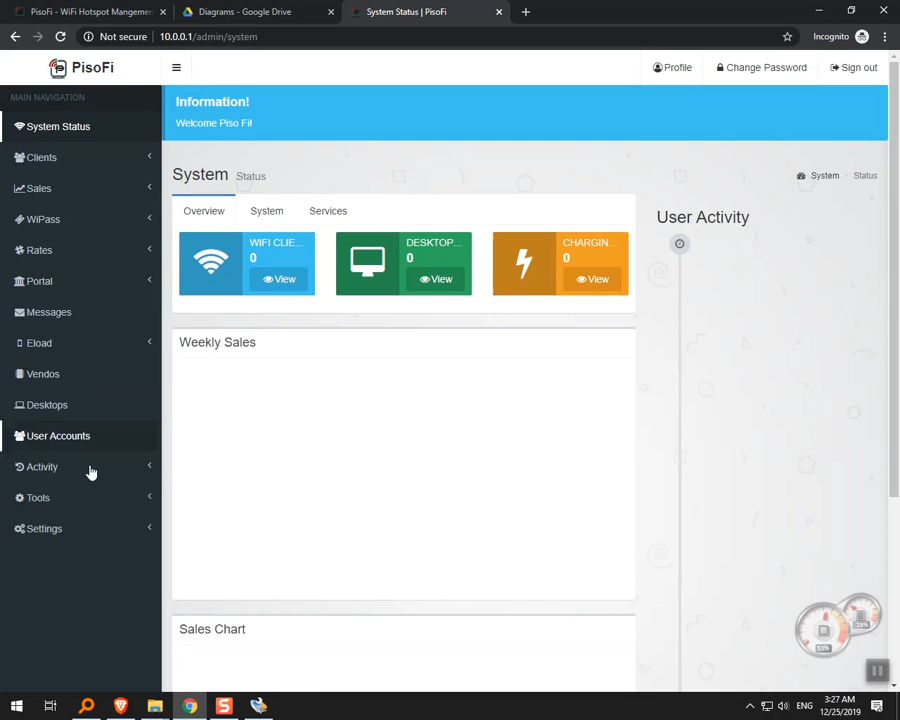 PisoFi - WiFi Hotspot Mangemen
Diagrams - Google Drive
System Status | PisoFi
Not secure
10.0.0.1/admin/system
Incognito
PisoFi
Profile
Change Password
Sign out
MAIN NAVIGATION
System Status
Clients
Sales
WiPass
Rates
Portal
Messages
Eload
Vendos
Desktops
User Accounts
Activity
Tools
Settings
Information!
Welcome Piso Fi!
System Status
System Status
Overview
System
Services
WIFI CLIE...
0
View
DESKTOP...
0
View
CHARGIN...
0
View
User Activity
Weekly Sales
Sales Chart
ENG
3:27 AM
12/25/2019